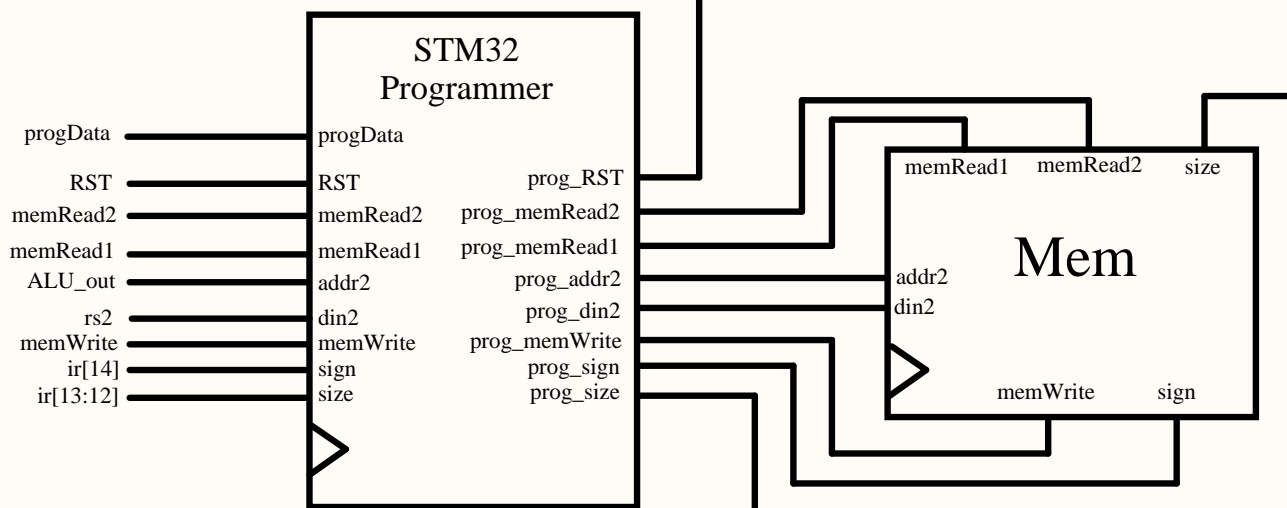 STM32
Programmer
progData
RST
memRead2
memRead1
ALU_out
rs2
memWrite
ir[14]
ir[13:12]
progData
RST
memRead2
memRead1
addr2
din2
memWrite
sign
size
prog_RST
prog_memRead2
prog_memRead1
prog_addr2
prog_din2
prog_memWrite
prog_sign
prog_size
memRead1 memRead2 size
Mem
addr2
din2
memWrite sign